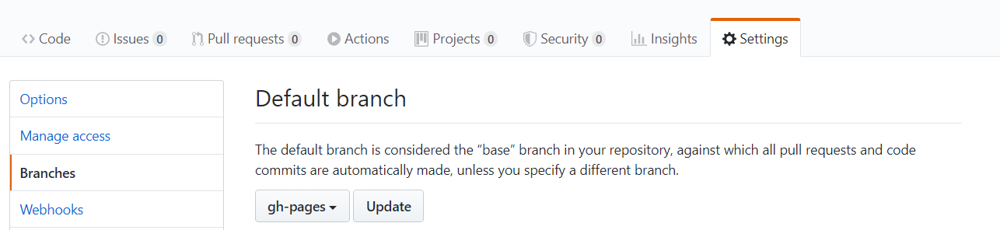 Code Issues 0 Pull requests 0 Actions Projects 0 Security 0 Insights Settings
Options
Manage access
Branches
Webhooks
Default branch
The default branch is considered the “base” branch in your repository, against which all pull requests and code
commits are automatically made, unless you specify a different branch.
gh-pages Update